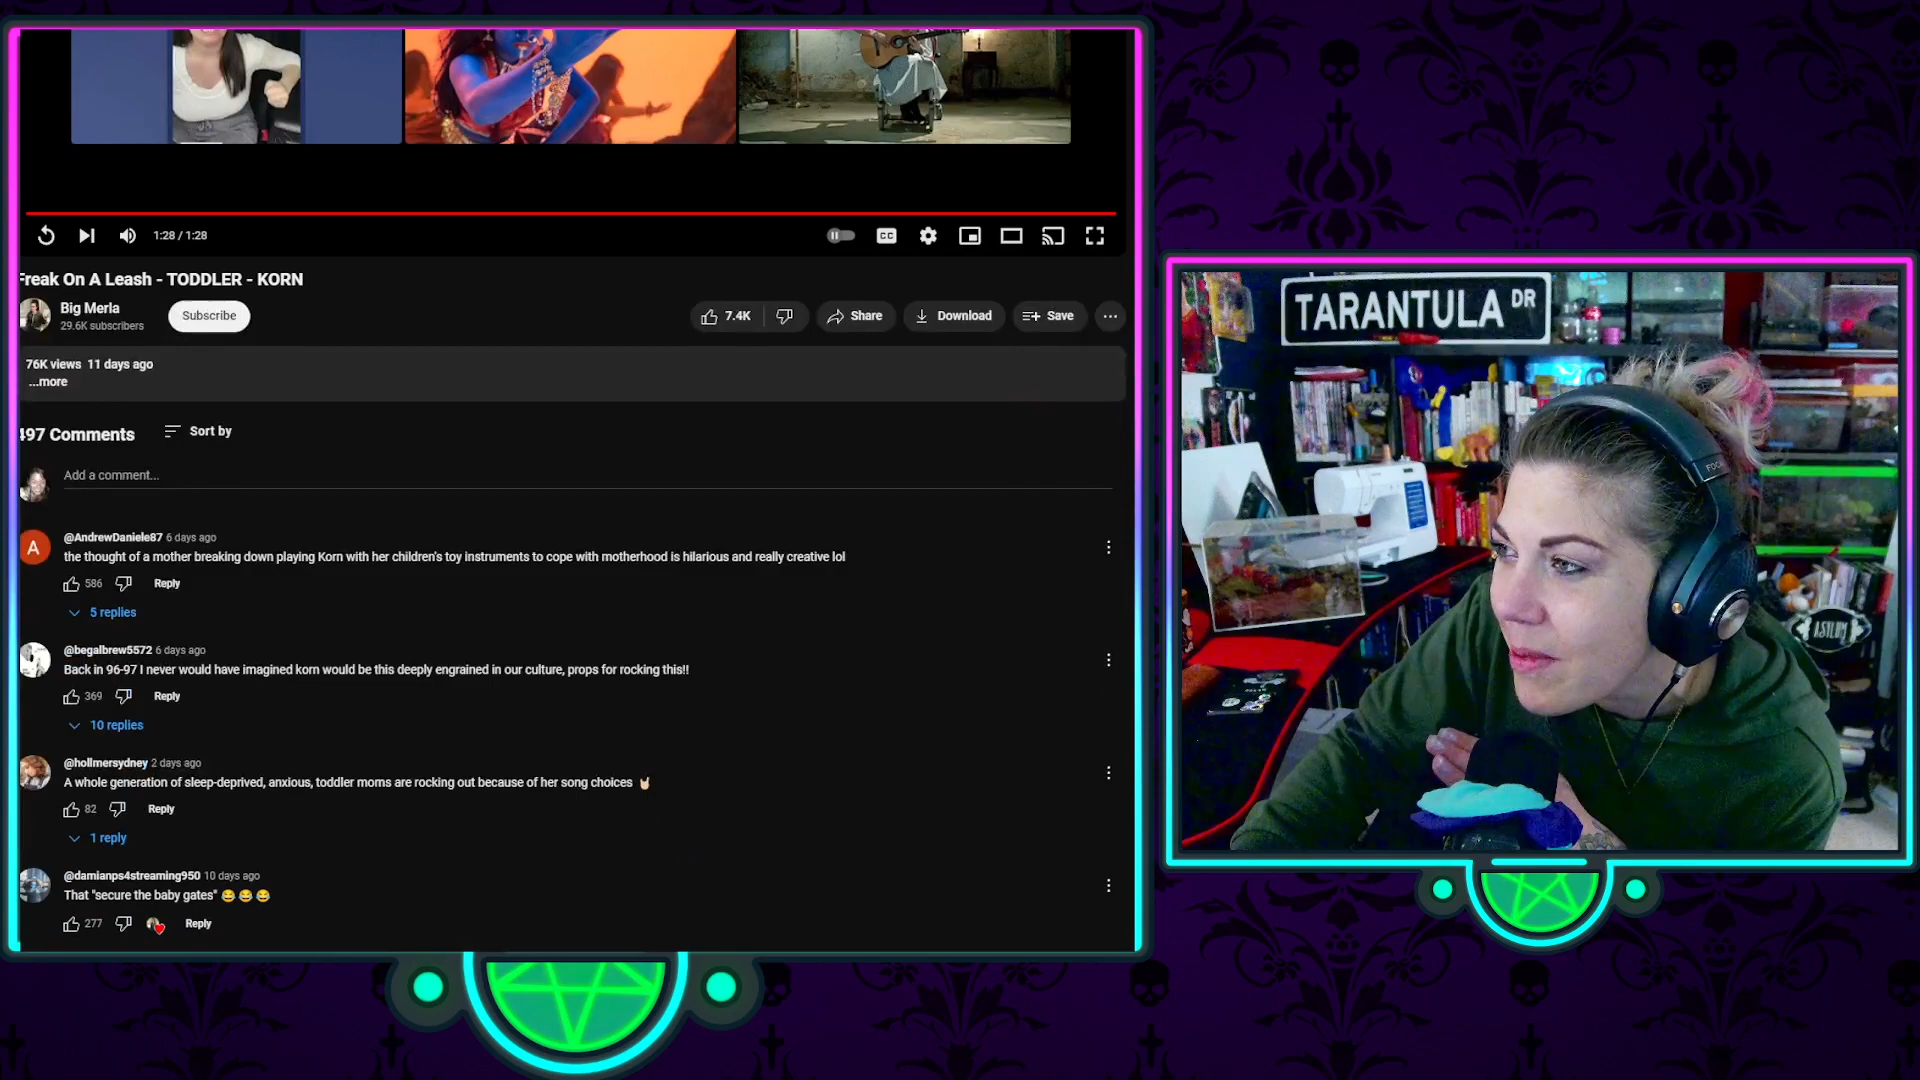 1:28 / 1:28
CC
Freak On A Leash - TODDLER - KORN
Big Merla
29.6K subscribers
Subscribe
7.4K
Share
Download
Save
76K views 11 days ago
...more
497 Comments
Sort by
Add a comment...
A
@AndrewDaniele87 6 days ago
the thought of a mother breaking down playing Korn with her children's toy instruments to cope with motherhood is hilarious and really creative lol
586
Reply
5 replies
@begalbrew5572 6 days ago
Back in 96-97 I never would have imagined korn would be this deeply engrained in our culture, props for rocking this!!
369
Reply
10 replies
@hollmersydney 2 days ago
A whole generation of sleep-deprived, anxious, toddler moms are rocking out because of her song choices 🤘🏻
82
Reply
1 reply
@damianps4streaming950 10 days ago
That "secure the baby gates" 😂😂😂
277
Reply
TARANTULA DR
ASYLUM